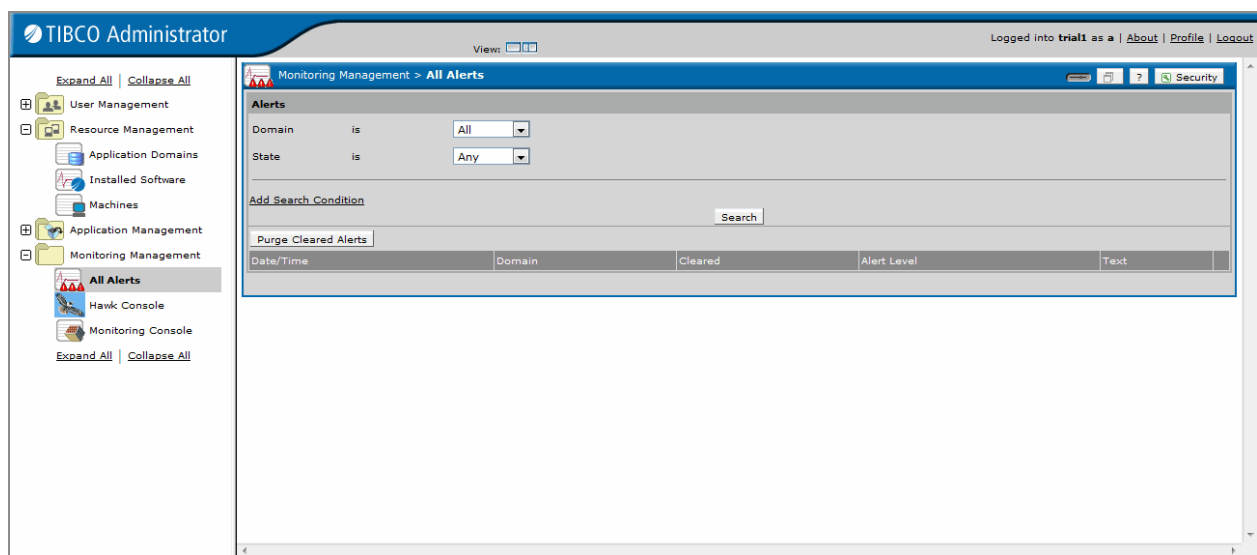 TIBCO Administrator
View:
Logged into trial1 as a | About | Profile | Logout
Expand All | Collapse All
User Management
Resource Management
Application Domains
Installed Software
Machines
Application Management
Monitoring Management
All Alerts
Hawk Console
Monitoring Console
Expand All | Collapse All
Monitoring Management > All Alerts
? Security
Alerts
Domain is All
State is Any
Add Search Condition
Search
Purge Cleared Alerts
Date/Time Domain Cleared Alert Level Text